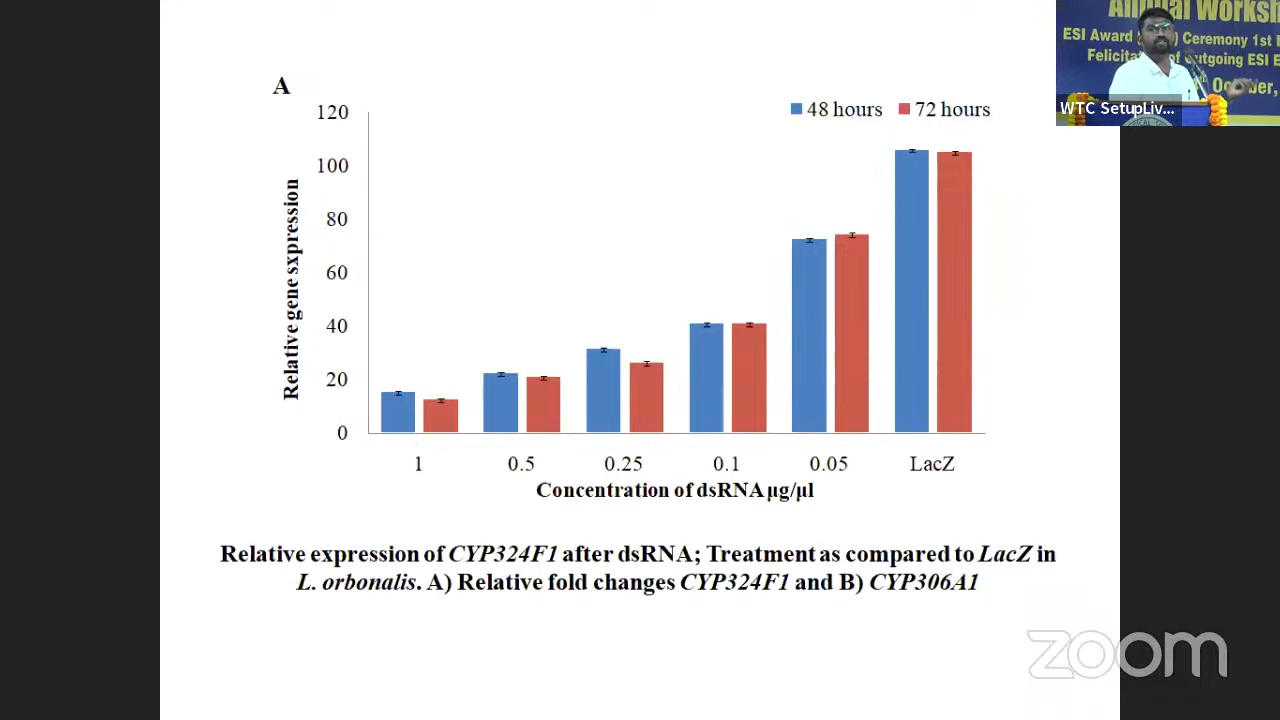 Annual Worksh
ESI Award
Ceremony 1st
Felicitat
of
utgoing ESI E
WTC SetupLiv...
A
48 hours 72 hours
120
100
80
60
40
20
0
Relative gene sxpression
1 0.5 0.25 0.1 0.05 LacZ
Concentration of dsRNA µg/µl
Relative expression of CYP324F1 after dsRNA; Treatment as compared to LacZ in
L. orbonalis. A) Relative fold changes CYP324F1 and B) CYP306A1
zoom